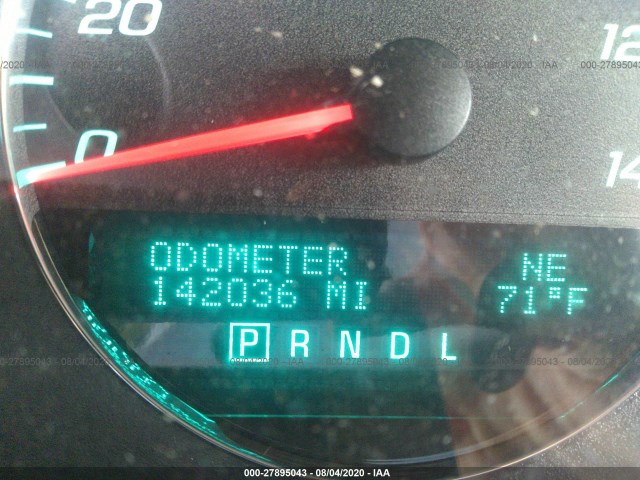 20
12
0
14
ODOMETER
142036 MI
NE
71°F
P R N D L
000-27895043 - 08/04/2020 - IAA